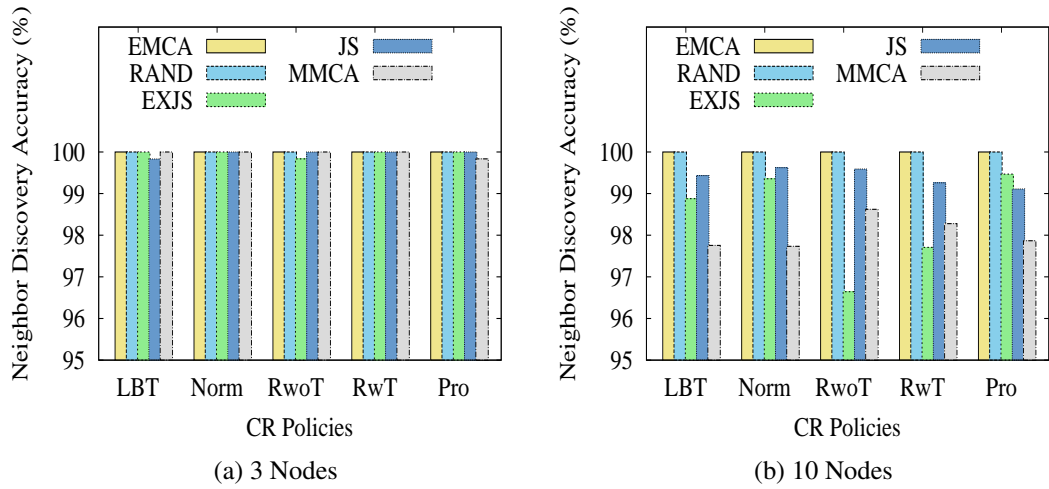 Neighbor Discovery Accuracy (%)
EMCA
RAND
EXJS
JS
MMCA
100
99
98
97
96
95
LBT
Norm
RwoT
RwT
Pro
CR Policies
(a) 3 Nodes
Neighbor Discovery Accuracy (%)
EMCA
RAND
EXJS
JS
MMCA
100
99
98
97
96
95
LBT
Norm
RwoT
RwT
Pro
CR Policies
(b) 10 Nodes